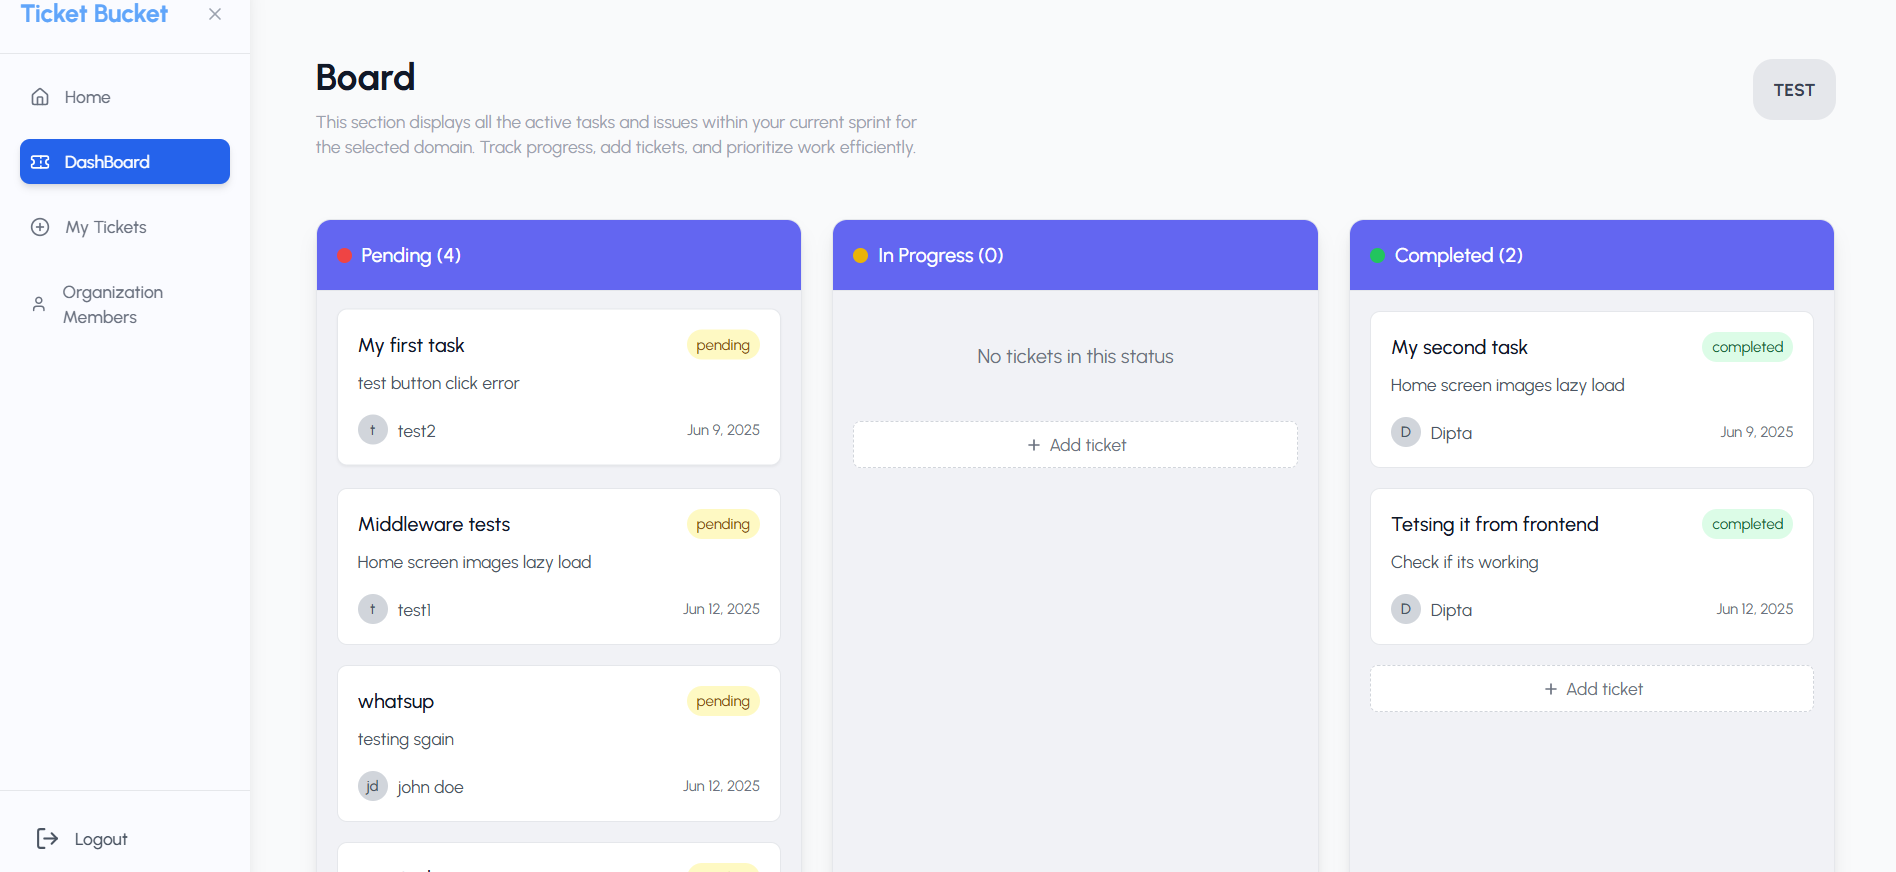 Ticket Bucket
Home
DashBoard
My Tickets
Organization
Members
Logout
Board
This section displays all the active tasks and issues within your current sprint for
the selected domain. Track progress, add tickets, and prioritize work efficiently.
TEST
Pending (4)
My first task
pending
test button click error
t
test2
Jun 9, 2025
Middleware tests
pending
Home screen images lazy load
t
test1
Jun 12, 2025
whatsup
pending
testing sgain
jd
john doe
Jun 12, 2025
In Progress (0)
No tickets in this status
+ Add ticket
Completed (2)
My second task
completed
Home screen images lazy load
D
Dipta
Jun 9, 2025
Tetsing it from frontend
completed
Check if its working
D
Dipta
Jun 12, 2025
+ Add ticket